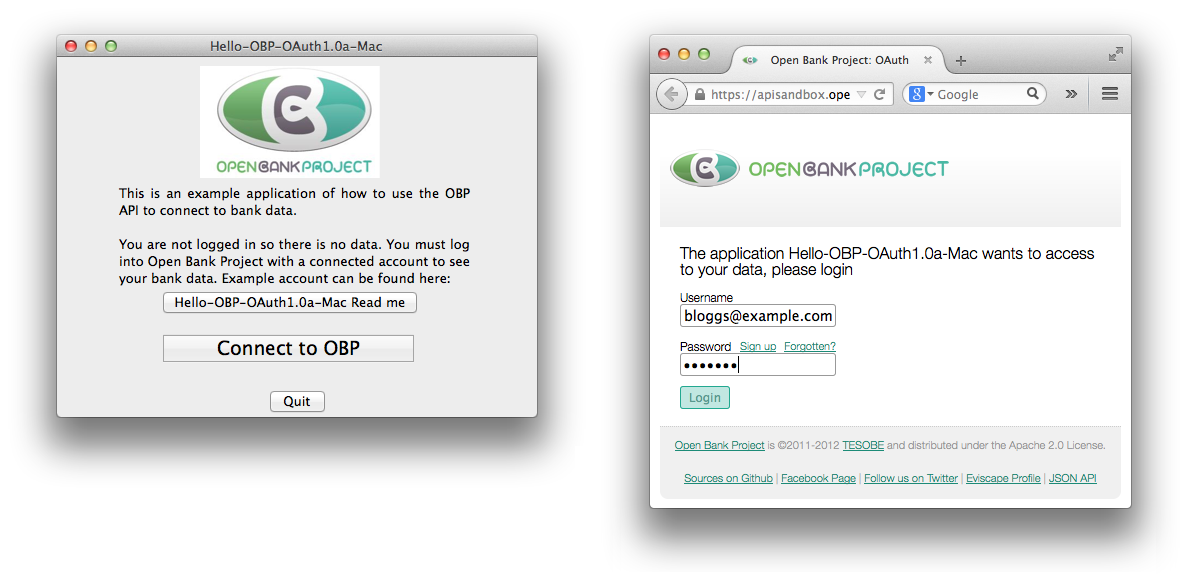 Hello-OBP-OAuth1.0a-Mac
OPENBANKPROJECT
This is an example application of how to use the OBP
API to connect to bank data.
You are not logged in so there is no data. You must log
into Open Bank Project with a connected account to see
your bank data. Example account can be found here:
Hello-OBP-OAuth1.0a-Mac Read me
Connect to OBP
Quit
Open Bank Project: OAuth
https://apisandbox.ope
Google
OPENBANKPROJECT
The application Hello-OBP-OAuth1.0a-Mac wants to access
to your data, please login
Username
bloggs@example.com
Password Sign up Forgotten?
•••••••
Login
Open Bank Project is ©2011-2012 TESOBE and distributed under the Apache 2.0 License.
Sources on Github | Facebook Page | Follow us on Twitter | Eviscape Profile | JSON API